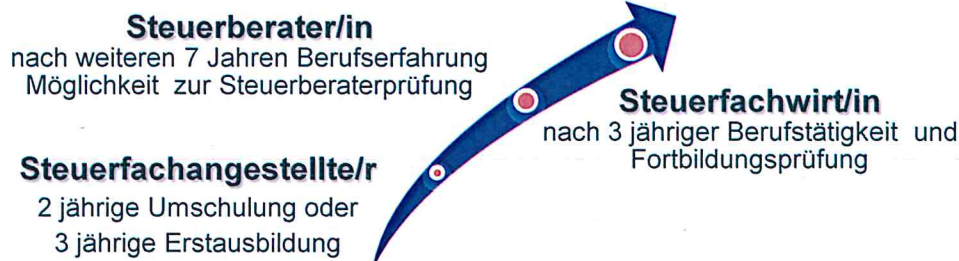 Steuerberater/in
nach weiteren 7 Jahren Berufserfahrung
Möglichkeit zur Steuerberaterprüfung
Steuerfachwirt/in
nach 3 jähriger Berufstätigkeit und
Fortbildungsprüfung
Steuerfachangestellte/r
2 jährige Umschulung oder
3 jährige Erstausbildung